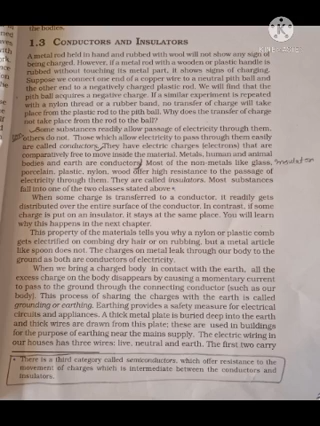 the bodies.
1.3 CONDUCTORS AND INSULATORS
A metal rod held in hand and rubbed with wool will not show any sign of
being charged. However, if a metal rod with a wooden or plastic handle is
rubbed without touching its metal part, it shows signs of charging.
Suppose we connect one end of a copper wire to a neutral pith ball and
the other end to a negatively charged plastic rod. We will find that the
pith ball acquires a negative charge. If a similar experiment is repeated
with a nylon thread or a rubber band, no transfer of charge will take
place from the plastic rod to the pith ball. Why does the transfer of charge
not take place from the rod to the ball?
Some substances readily allow passage of electricity through them,
others do not. Those which allow electricity to pass through them easily
are called conductors. They have electric charges (electrons) that are
comparatively free to move inside the material. Metals, human and animal
bodies and earth are conductors. Most of the non-metals like glass, insulator
porcelain, plastic, nylon, wood offer high resistance to the passage of
electricity through them. They are called insulators. Most substances
fall into one of the two classes stated above*.
When some charge is transferred to a conductor, it readily gets
distributed over the entire surface of the conductor. In contrast, if some
charge is put on an insulator, it stays at the same place. You will learn
why this happens in the next chapter.
This property of the materials tells you why a nylon or plastic comb
gets electrified on combing dry hair or on rubbing, but a metal article
like spoon does not. The charges on metal leak through our body to the
ground as both are conductors of electricity.
When we bring a charged body in contact with the earth, all the
excess charge on the body disappears by causing a momentary current
to pass to the ground through the connecting conductor (such as our
body). This process of sharing the charges with the earth is called
grounding or earthing. Earthing provides a safety measure for electrical
circuits and appliances. A thick metal plate is buried deep into the earth
and thick wires are drawn from this plate; these are used in buildings
for the purpose of earthing near the mains supply. The electric wiring in
our houses has three wires: live, neutral and earth. The first two carry
* There is a third category called semiconductors, which offer resistance to the
movement of charges which is intermediate between the conductors and
insulators.